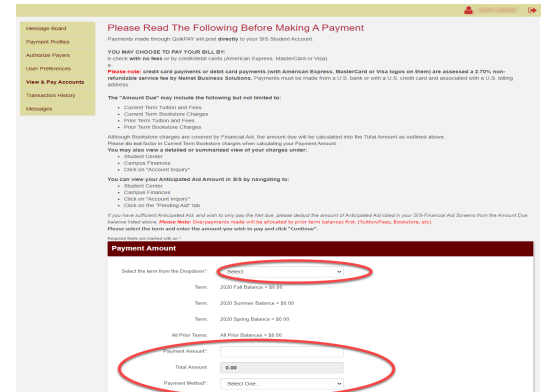 Message Board
Payment Profiles
Authorize Payers
User Preferences
View & Pay Accounts
Transaction History
Messages
Please Read The Following Before Making A Payment
Payments made through QuikPAY will post directly to your SIS Student Account.
YOU MAY CHOOSE TO PAY YOUR BILL BY:
e-check with no fees or by credit/debit cards (American Express, MasterCard or Visa).
a
Please note: credit card payments or debit card payments (with American Express, MasterCard or Visa logos on them) are assessed a 2.70% non-
refundable service fee by Nelnet Business Solutions. Payments must be made from a U.S. bank or with a U.S. credit card and associated with a U.S. billing
address.
The "Amount Due" may include the following but not limited to:
• Current Term Tuition and Fees
• Current Term Bookstore Charges
• Prior Term Tuition and Fees
• Prior Term Bookstore Charges
Although Bookstore charges are covered by Financial Aid, the amount due will be calculated into the Total Amount as outlined above.
Please do not factor in Current Term Bookstore charges when calculating your Payment Amount.
You may also view a detailed or summarized view of your charges under:
• Student Center
• Campus Finances
• Click on "Account Inquiry"
You can view your Anticipated Aid Amount in SIS by navigating to:
• Student Center
• Campus Finances
• Click on "Account Inquiry"
• Click on the "Pending Aid" tab
If you have sufficient Anticipated Aid, and wish to only pay the Net due, please deduct the amount of Anticipated Aid listed in your SIS-Financial Aid Screens from the Amount Due
balance listed above. Please Note: Overpayments made will be allocated to prior term balances first. (Tuition/Fees, Bookstore, etc)
Please select the term and enter the amount you wish to pay and click "Continue".
Required fields are marked with an *
Payment Amount
Select the term from the Dropdown*: Select
Term: 2020 Fall Balance = $0.00
Term: 2020 Summer Balance = $0.00
Term: 2020 Spring Balance = $0.00
All Prior Terms: All Prior Balances = $0.00
Payment Amount*:
Total Amount: 0.00
Payment Method*: Select One...